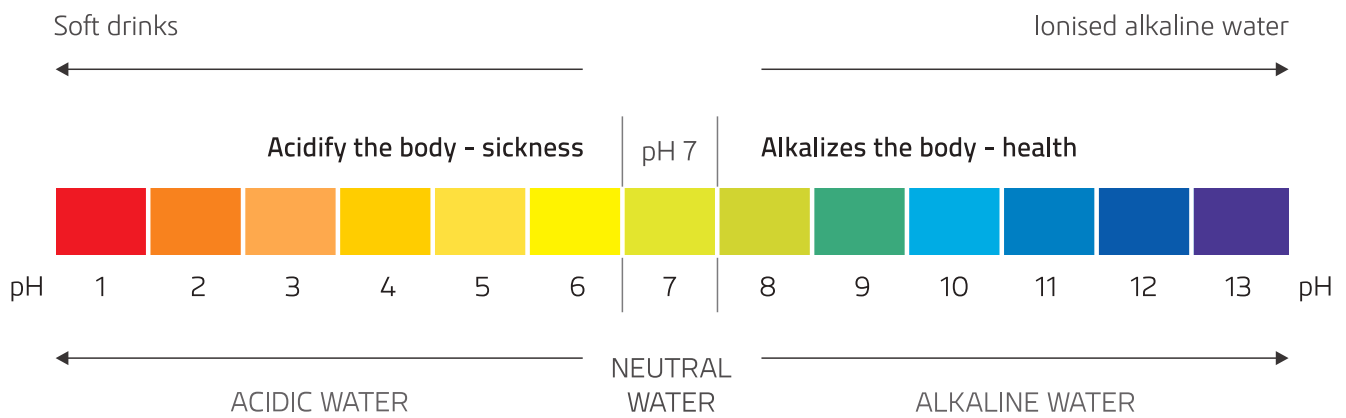 Soft drinks
Ionised alkaline water
Acidify the body - sickness
pH 7
Alkalizes the body - health
pH 1 2 3 4 5 6 7 8 9 10 11 12 13 pH
ACIDIC WATER
NEUTRAL
WATER
ALKALINE WATER